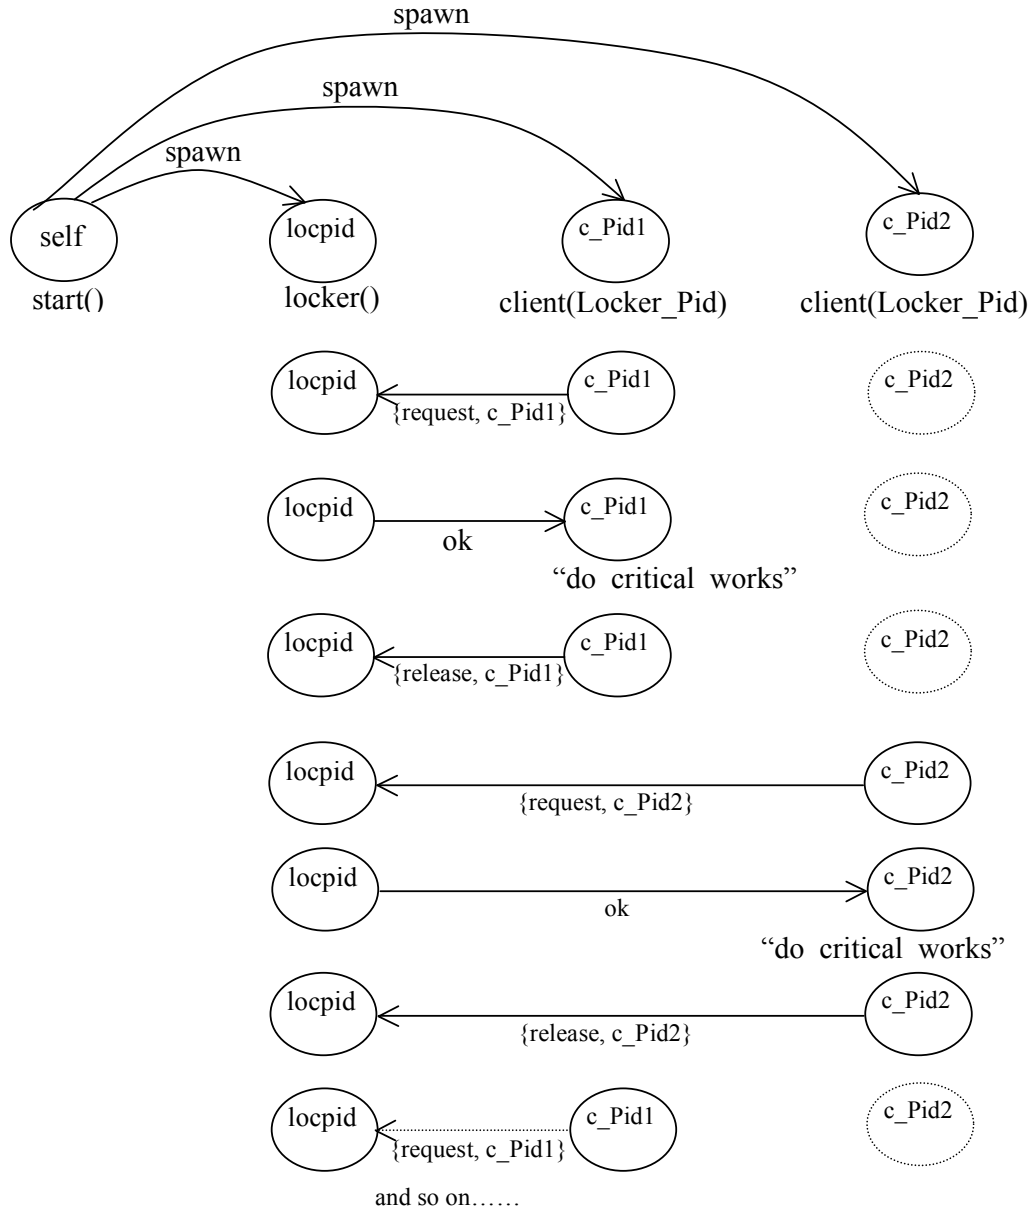 spawn
spawn
spawn
self
locpid
c_Pid1
c_Pid2
start()
locker()
client(Locker_Pid)
client(Locker_Pid)
locpid
c_Pid1
c_Pid2
{request, c_Pid1}
locpid
c_Pid1
c_Pid2
ok
“do critical works”
locpid
c_Pid1
c_Pid2
{release, c_Pid1}
locpid
c_Pid2
{request, c_Pid2}
locpid
c_Pid2
ok
“do critical works”
locpid
c_Pid2
{release, c_Pid2}
locpid
c_Pid1
c_Pid2
{request, c_Pid1}
and so on……